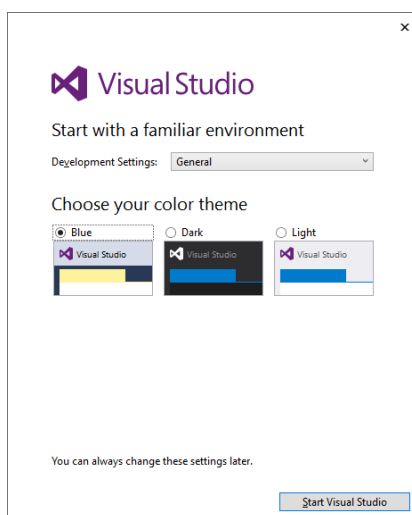 Visual Studio
Start with a familiar environment
Development Settings: General
Choose your color theme
Blue Dark Light
Visual Studio Visual Studio Visual Studio
You can always change these settings later.
Start Visual Studio